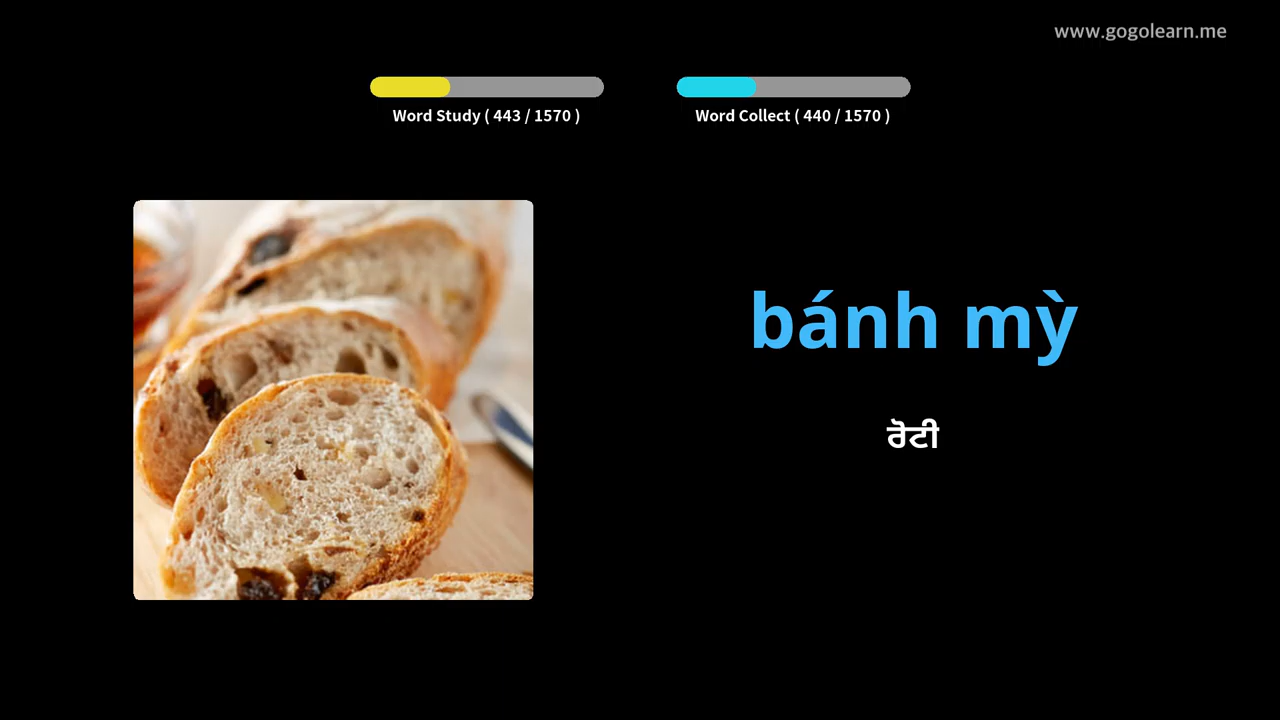 www.gogolearn.me
Word Study ( 443 / 1570 )
Word Collect ( 440 / 1570 )
bánh mỳ
ਰੋਟੀ